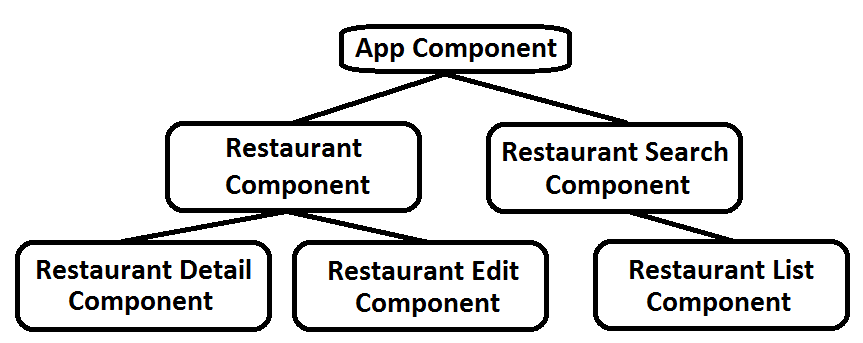 App Component
Restaurant
Component
Restaurant Search
Component
Restaurant Detail
Component
Restaurant Edit
Component
Restaurant List
Component